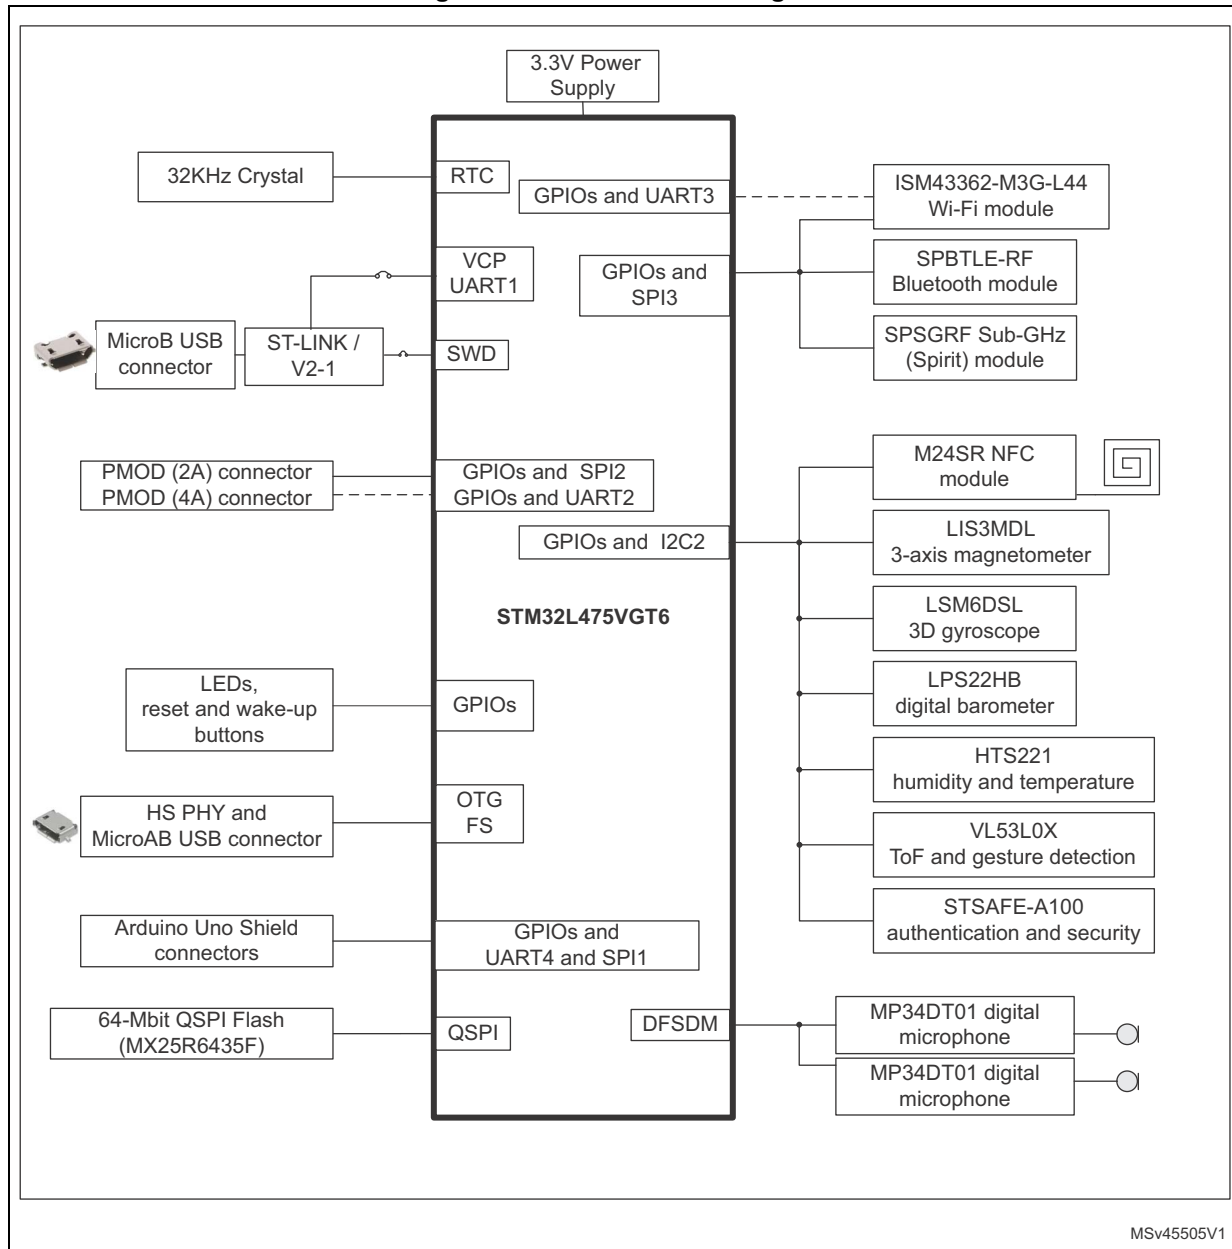 3.3V Power
Supply
32KHz Crystal
RTC
GPIOs and UART3
ISM43362-M3G-L44
Wi-Fi module
VCP
UART1
GPIOs and
SPI3
SPBTLE-RF
Bluetooth module
MicroB USB
connector
ST-LINK /
V2-1
SWD
SPSGRF Sub-GHz
(Spirit) module
PMOD (2A) connector
PMOD (4A) connector
GPIOs and SPI2
GPIOs and UART2
M24SR NFC
module
GPIOs and I2C2
LIS3MDL
3-axis magnetometer
STM32L475VGT6
LSM6DSL
3D gyroscope
LEDs,
reset and wake-up
buttons
GPIOs
LPS22HB
digital barometer
HTS221
humidity and temperature
HS PHY and
MicroAB USB connector
OTG
FS
VL53L0X
ToF and gesture detection
Arduino Uno Shield
connectors
GPIOs and
UART4 and SPI1
STSAFE-A100
authentication and security
64-Mbit QSPI Flash
(MX25R6435F)
QSPI
DFSDM
MP34DT01 digital
microphone
MP34DT01 digital
microphone
MSv45505V1